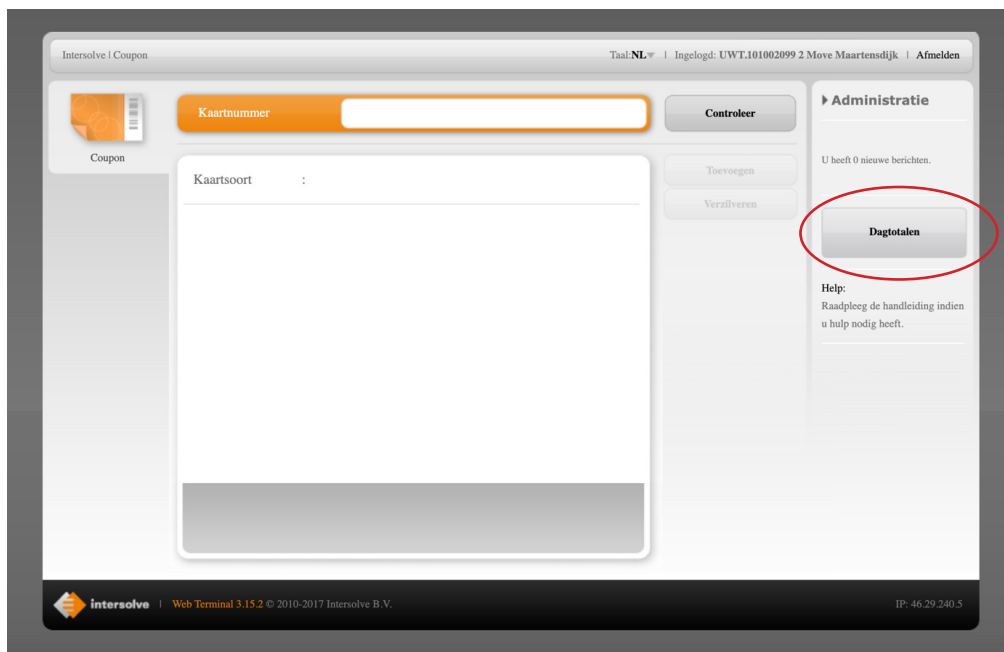 Intersolve | Coupon
Taal:NL | Ingelogd: UWT.101002099 2 Move Maartensdijk | Afmelden
Coupon
Kaartnummer
Controleer
Kaartsoort :
Toevoegen
Verzilveren
Administratie
U heeft 0 nieuwe berichten.
Dagtotalen
Help:
Raadpleeg de handleiding indien
u hulp nodig heeft.
intersolve | Web Terminal 3.15.2 © 2010-2017 Intersolve B.V.
IP: 46.29.240.5